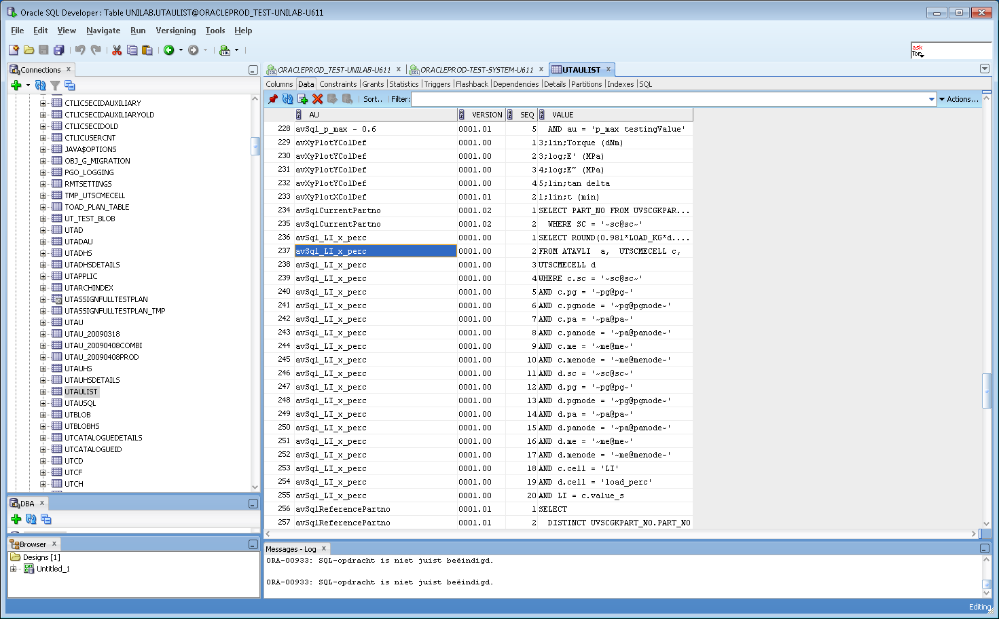 Oracle SQL Developer : Table UNILAB.UTAULIST@ORACLEPROD_TEST-UNILAB-U611
File Edit View Navigate Run Versioning Tools Help
ask
Tom
Connections
CTLICSECIDAUXILIARY
CTLICSECIDAUXILIARYOLD
CTLICSECIDOLD
CTLICUSERCNT
JAVA$OPTIONS
OBJ_G_MIGRATION
PGO_LOGGING
RMTSETTINGS
TMP_UTSCMECELL
TOAD_PLAN_TABLE
UT_TEST_BLOB
UTAD
UTADAU
UTADHS
UTADHSDETAILS
UTAPPLIC
UTARCHINDEX
UTASSIGNFULLTESTPLAN
UTASSIGNFULLTESTPLAN_TMP
UTAU
UTAU_20090318
UTAU_20090408COMBI
UTAU_20090408PROD
UTAUHS
UTAUHSDETAILS
UTAULIST
UTAUSQL
UTBLOB
UTBLOBHS
UTCATALOGUEDETAILS
UTCATALOGUEID
UTCD
UTCF
UTCH
DBA
Browser
Designs [1]
Untitled_1
ORACLEPROD_TEST-UNILAB-U611 ORACLEPROD-TEST-SYSTEM-U611 UTAULIST
Columns Data Constraints Grants Statistics Triggers Flashback Dependencies Details Partitions Indexes SQL
Sort.. Filter: Actions...
AU VERSION SEQ VALUE
228 avSql_p_max - 0.6 0001.01 5 AND au = 'p_max testingValue'
229 avXyPlotYColDef 0001.00 1 3;lin;Torque (dNm)
230 avXyPlotYColDef 0001.00 2 3;log;E' (MPa)
231 avXyPlotYColDef 0001.00 3 4;log;E” (MPa)
232 avXyPlotYColDef 0001.00 4 5;lin;tan delta
233 avXyPlotXColDef 0001.01 2 1;lin;t (min)
234 avSqlCurrentPartno 0001.02 1 SELECT PART_NO FROM UVSCGKPAR...
235 avSqlCurrentPartno 0001.02 2 WHERE SC = '~sc@sc~'
236 avSql_LI_x_perc 0001.00 1 SELECT ROUND(0.981*LOAD_KG*d....
237 avSql_LI_x_perc 0001.00 2 FROM ATAVLI a, UTSCMECELL c,
238 avSql_LI_x_perc 0001.00 3 UTSCMECELL d
239 avSql_LI_x_perc 0001.00 4 WHERE c.sc = '~sc@sc~'
240 avSql_LI_x_perc 0001.00 5 AND c.pg = '~pg@pg~'
241 avSql_LI_x_perc 0001.00 6 AND c.pgnode = '~pg@pgnode~'
242 avSql_LI_x_perc 0001.00 7 AND c.pa = '~pa@pa~'
243 avSql_LI_x_perc 0001.00 8 AND c.panode = '~pa@panode~'
244 avSql_LI_x_perc 0001.00 9 AND c.me = '~me@me~'
245 avSql_LI_x_perc 0001.00 10 AND c.menode = '~me@menode~'
246 avSql_LI_x_perc 0001.00 11 AND d.sc = '~sc@sc~'
247 avSql_LI_x_perc 0001.00 12 AND d.pg = '~pg@pg~'
248 avSql_LI_x_perc 0001.00 13 AND d.pgnode = '~pg@pgnode~'
249 avSql_LI_x_perc 0001.00 14 AND d.pa = '~pa@pa~'
250 avSql_LI_x_perc 0001.00 15 AND d.panode = '~pa@panode~'
251 avSql_LI_x_perc 0001.00 16 AND d.me = '~me@me~'
252 avSql_LI_x_perc 0001.00 17 AND d.menode = '~me@menode~'
253 avSql_LI_x_perc 0001.00 18 AND c.cell = 'LI'
254 avSql_LI_x_perc 0001.00 19 AND d.cell = 'load_perc'
255 avSql_LI_x_perc 0001.00 20 AND LI = c.value_s
256 avSqlReferencePartno 0001.01 1 SELECT
257 avSqlReferencePartno 0001.01 2 DISTINCT UVSCGKPART_NO.PART_NO
Messages - Log
ORA-00933: SQL-opdracht is niet juist beëindigd.
ORA-00933: SQL-opdracht is niet juist beëindigd.
Editing